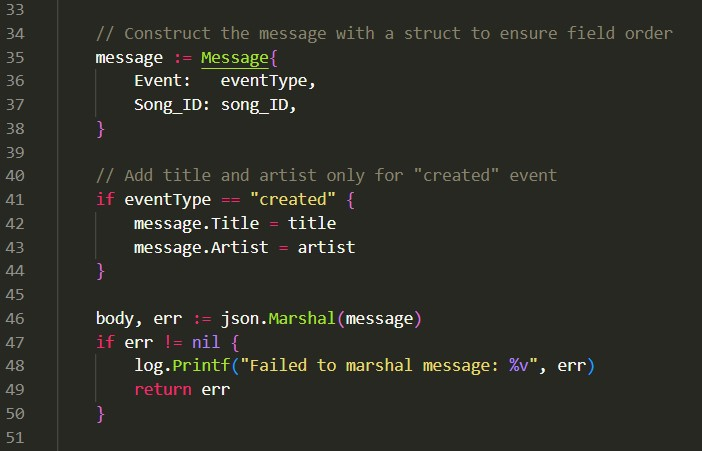 33
34 // Construct the message with a struct to ensure field order
35 message := Message{
36 Event:   eventType,
37 Song_ID: song_ID,
38 }
39
40 // Add title and artist only for "created" event
41 if eventType == "created" {
42 message.Title = title
43 message.Artist = artist
44 }
45
46 body, err := json.Marshal(message)
47 if err != nil {
48 log.Printf("Failed to marshal message: %v", err)
49 return err
50 }
51